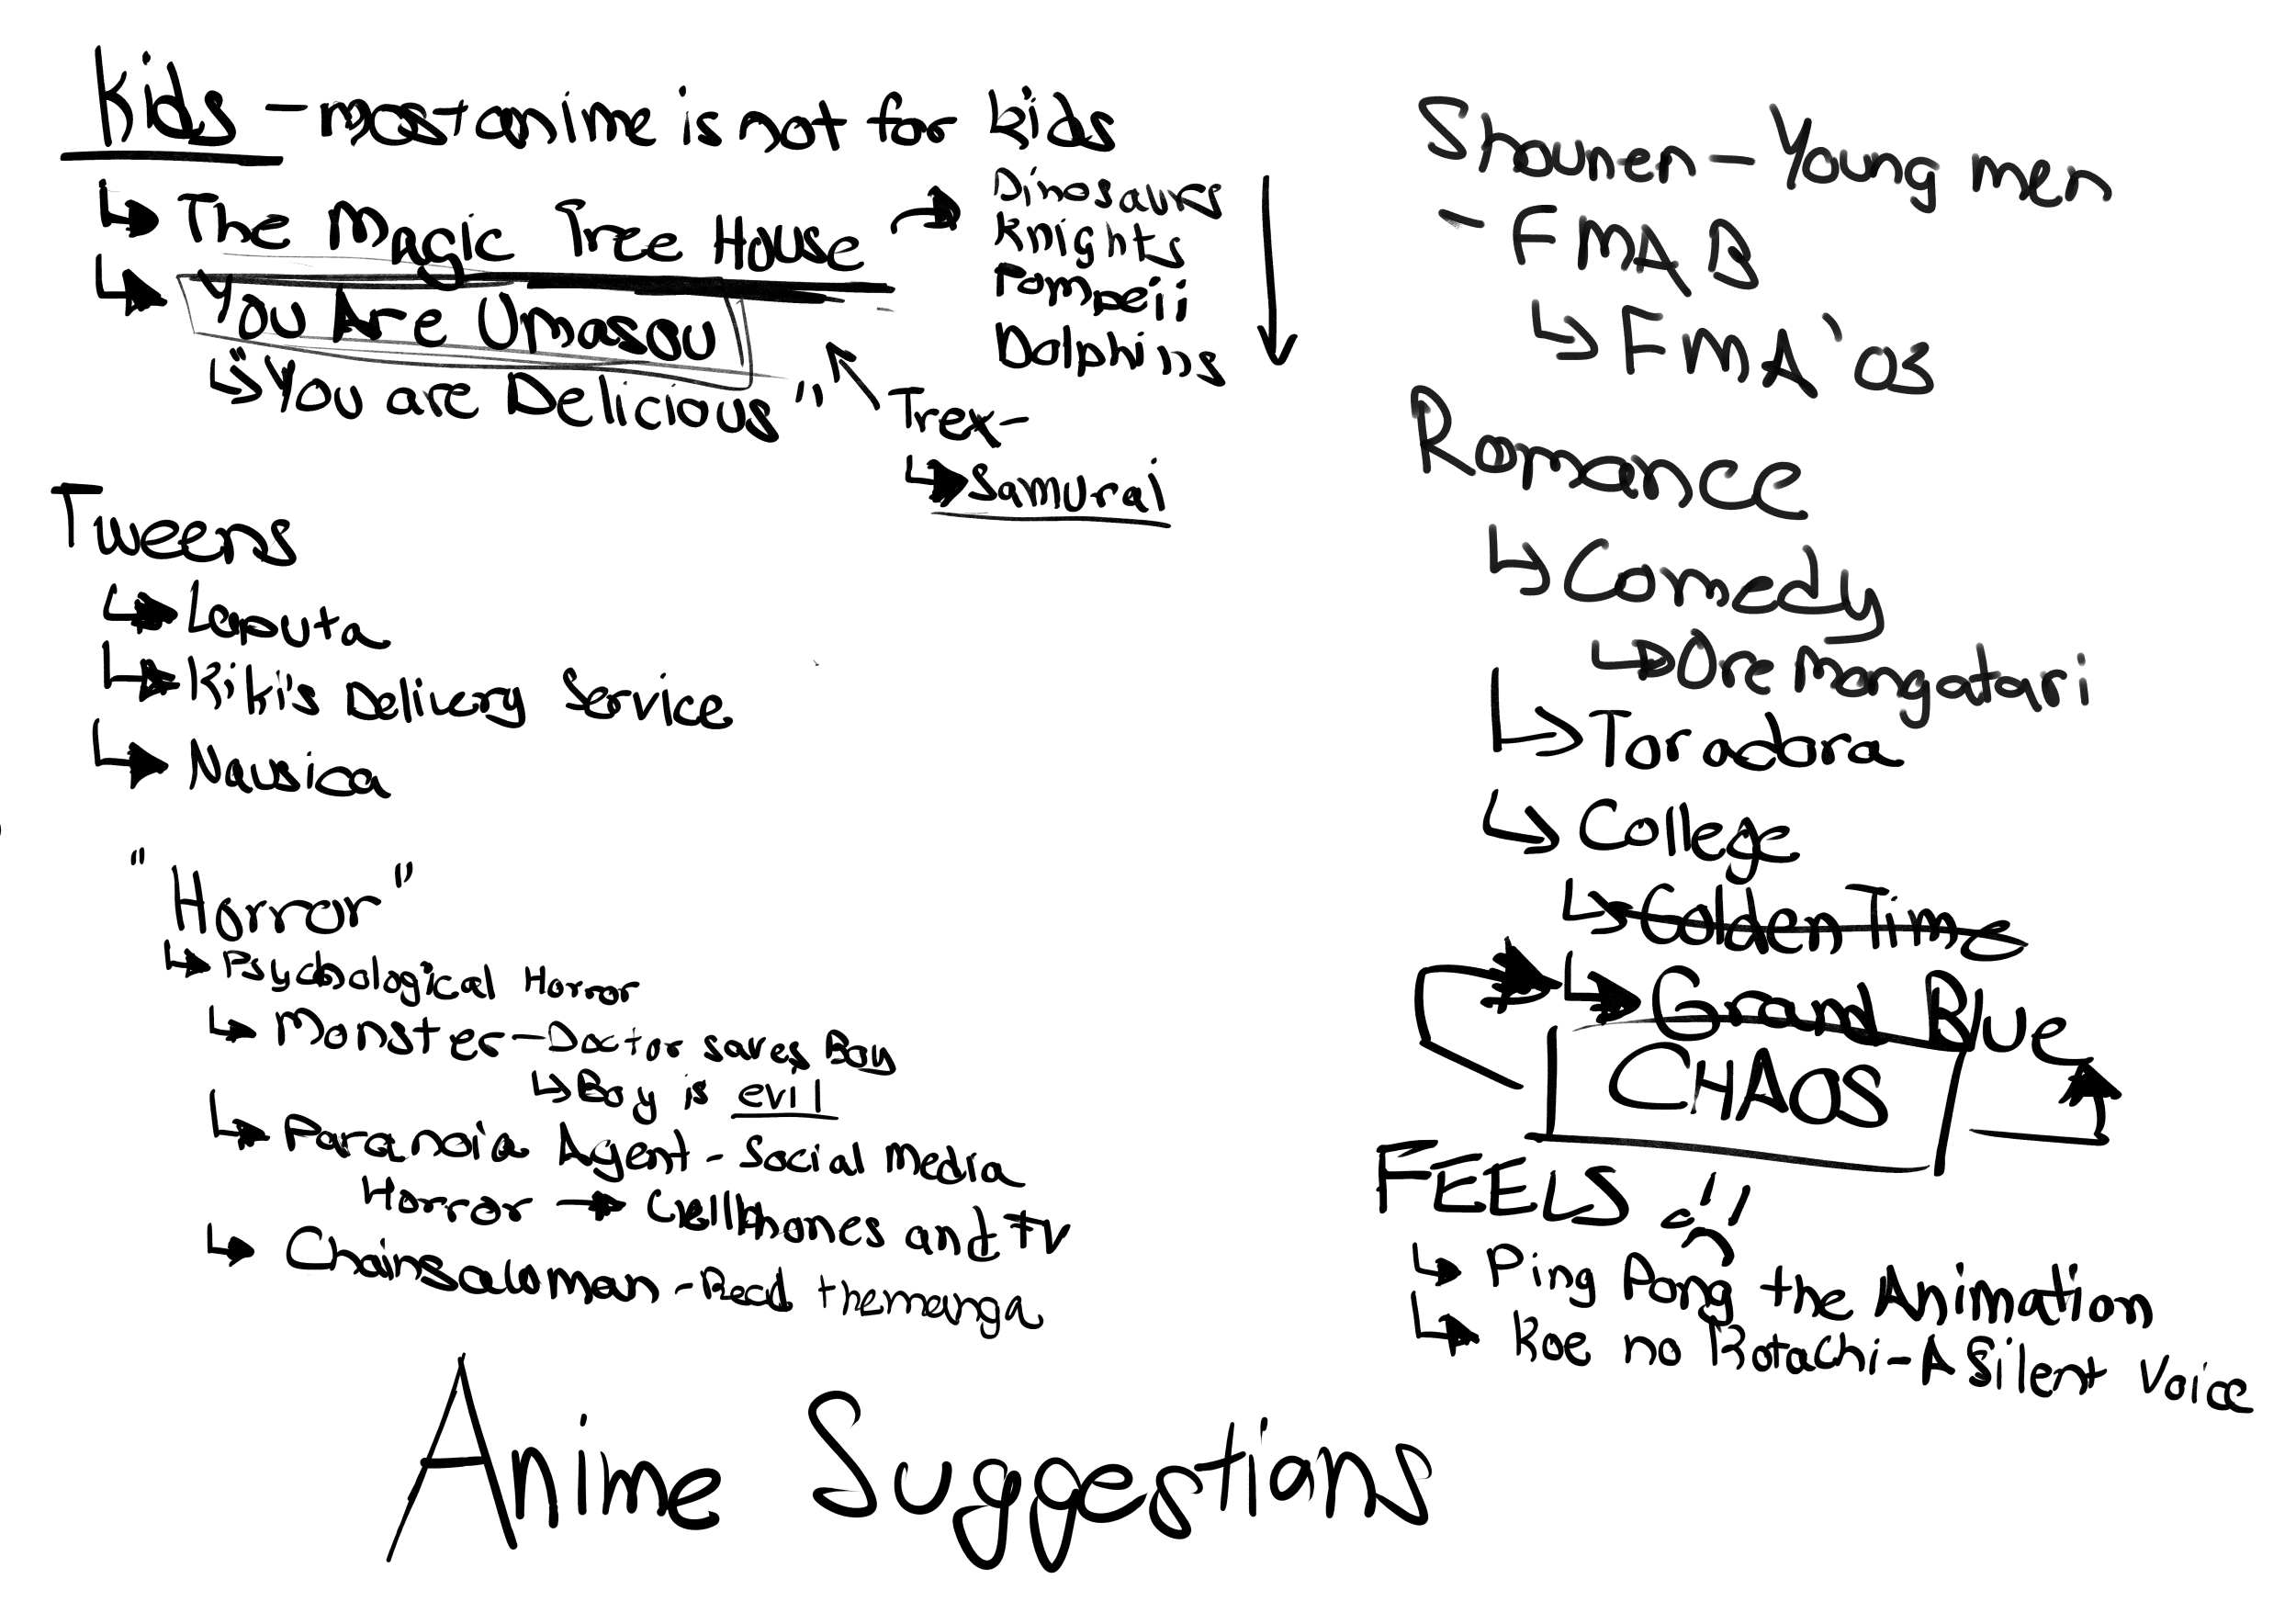 Kids - most anime is not for kids
↳ The Magic Tree House → Dinosaurs
Knights
Pompeii
Dolphins
↳ You Are Umasou
↳ "You are Delicious"
Trex-
↳ Samurai
Tweens
↳ Laputa
↳ Kiki's Delivery Service
↳ Nausica
"Horror"
↳ Psychological Horror
↳ Monster - Doctor saves Boy
↳ Boy is evil
↳ Paranoia Agent - Social Media
Horror → Cellphones and TV
↳ Chainsawman - Read the manga
Shounen - Young men
- FMA B
↳ FMA '03
Romance
↳ Comedy
↳ Ore Mongatari
↳ Toradora
↳ College
↳ Golden Time
↳ Grand Blue
CHAOS
FEELS
↳ Ping Pong the Animation
↳ Koe no Kotachi - A Silent Voice
Anime Suggestions